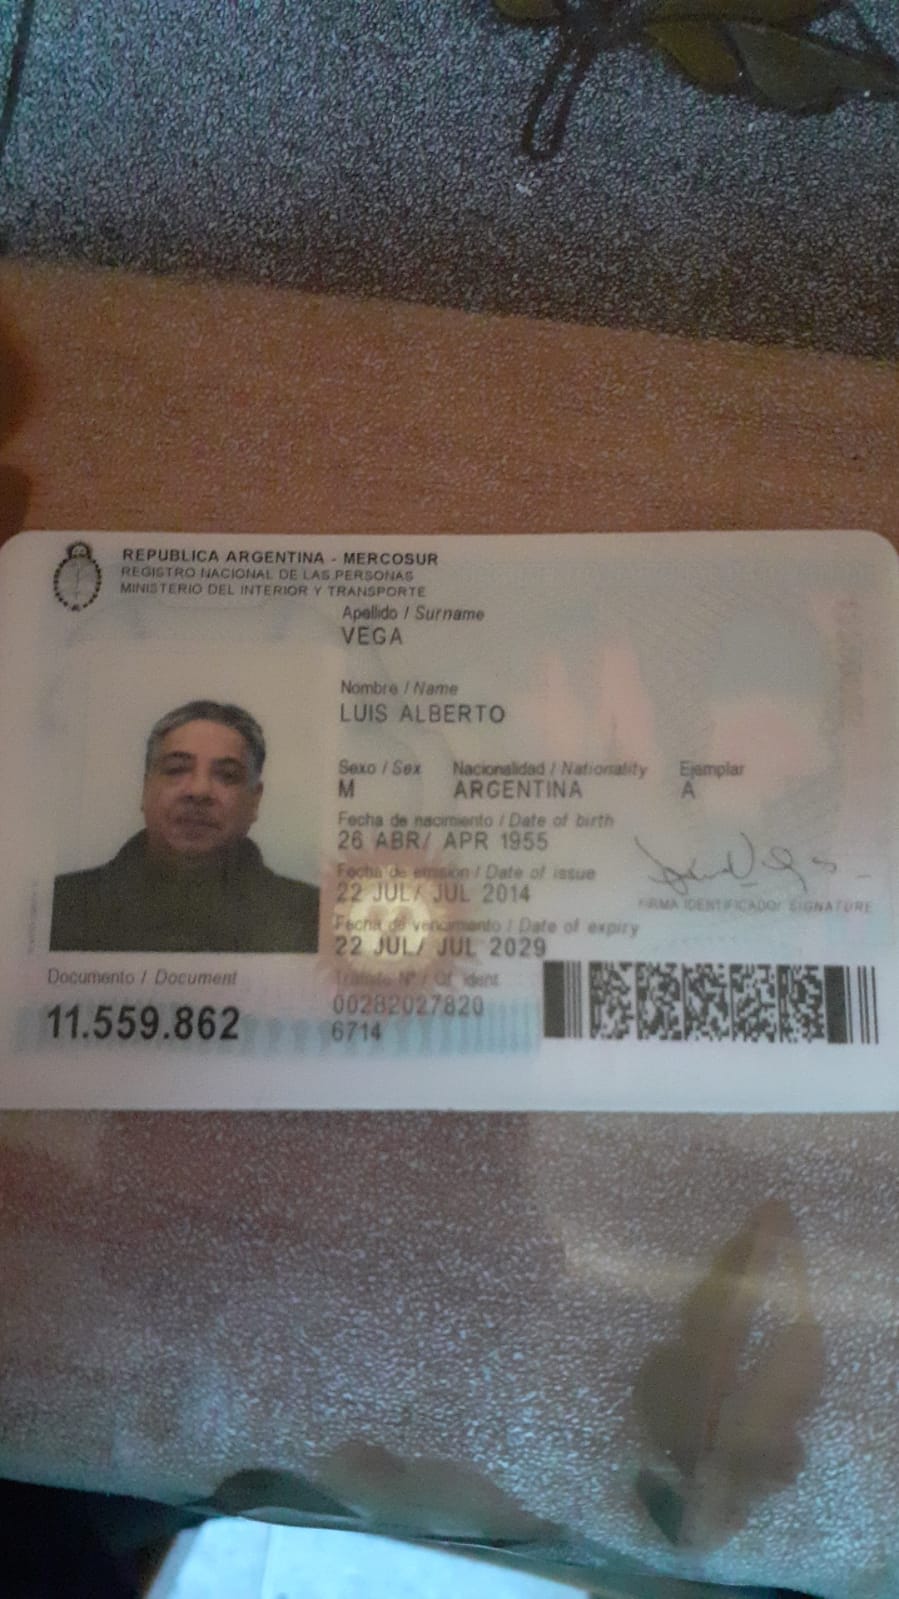 REPUBLICA ARGENTINA - MERCOSUR
REGISTRO NACIONAL DE LAS PERSONAS
MINISTERIO DEL INTERIOR Y TRANSPORTE
Apellido / Surname
VEGA
Nombre / Name
LUIS ALBERTO
Sexo / Sex Nacionalidad / Nationality Ejemplar
M ARGENTINA A
Fecha de nacimiento / Date of birth
26 ABR/ APR 1955
Fecha de emisión / Date of issue
22 JUL/ JUL 2014
FIRMA IDENTIFICADO/ SIGNATURE
Fecha de vencimiento / Date of expiry
22 JUL/ JUL 2029
Documento / Document
11.559.862
Trámite Nº / Of. ident
00282027820
6714